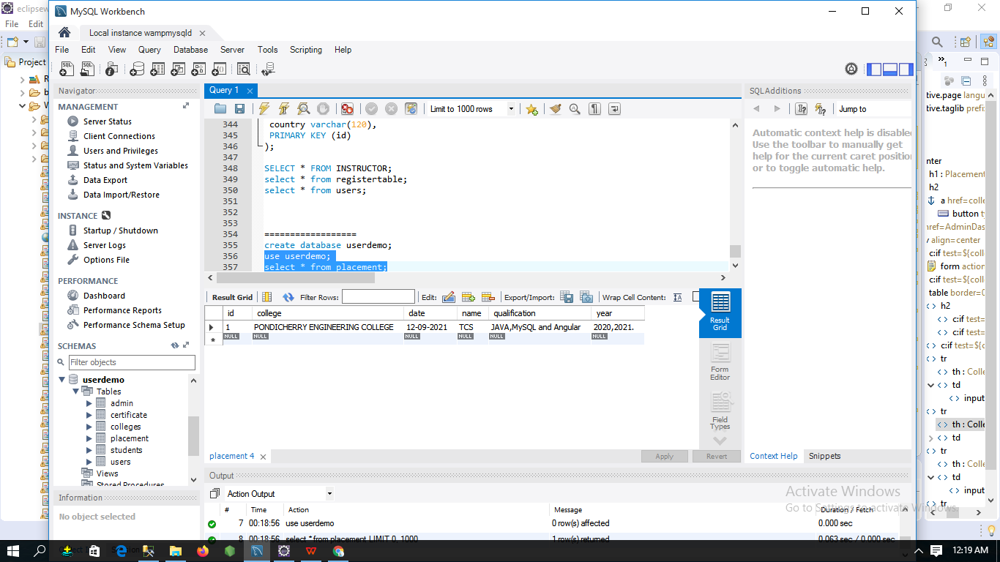 eclipsew
MySQL Workbench
File Edit
Local instance wampmysqld
File Edit View Query Database Server Tools Scripting Help
Project
Navigator
MANAGEMENT
Server Status
Client Connections
Users and Privileges
Status and System Variables
Data Export
Data Import/Restore
INSTANCE
Startup / Shutdown
Server Logs
Options File
PERFORMANCE
Dashboard
Performance Reports
Performance Schema Setup
SCHEMAS
Filter objects
userdemo
Tables
admin
certificate
colleges
placement
students
users
Views
Stored Procedures
Information
No object selected
Query 1
Limit to 1000 rows
344 country varchar(120),
345 PRIMARY KEY (id)
346 );
347
348 SELECT * FROM INSTRUCTOR;
349 select * from registertable;
350 select * from users;
351
352
353
354 ==================
355 create database userdemo;
356 use userdemo;
357 select * from placement;
Result Grid Filter Rows: Edit: Export/Import: Wrap Cell Content:
id college date name qualification year
1 PONDICHERRY ENGINEERING COLLEGE 12-09-2021 TCS JAVA,MySQL and Angular 2020,2021.
NULL NULL NULL NULL NULL NULL
Result Grid
Form Editor
Field Types
placement 4
Apply Revert
Output
Action Output
# Time Action Message Duration / Fetch
7 00:18:56 use userdemo 0 row(s) affected 0.000 sec
8 00:18:56 select * from placement LIMIT 0, 1000 1 row(s) returned 0.063 sec / 0.000 sec
SQLAdditions
Jump to
Automatic context help is disabled
Use the toolbar to manually get
help for the current caret position
or to toggle automatic help.
Context Help Snippets
tive.page langu
tive.taglib prefix
nter
h1 : Placement
h2
a href=colle
button ty
href=AdminDas
align=center
c:if test=${coll
form action
c:if test=${coll
table border=0
h2
c:if test=
c:if test=
c:if test=${c
tr
th : Colle
td
input
tr
th : Colle
td
tr
th : Colle
td
input
tr
Activate Windows
Go to Settings to activate Windows.
12:19 AM